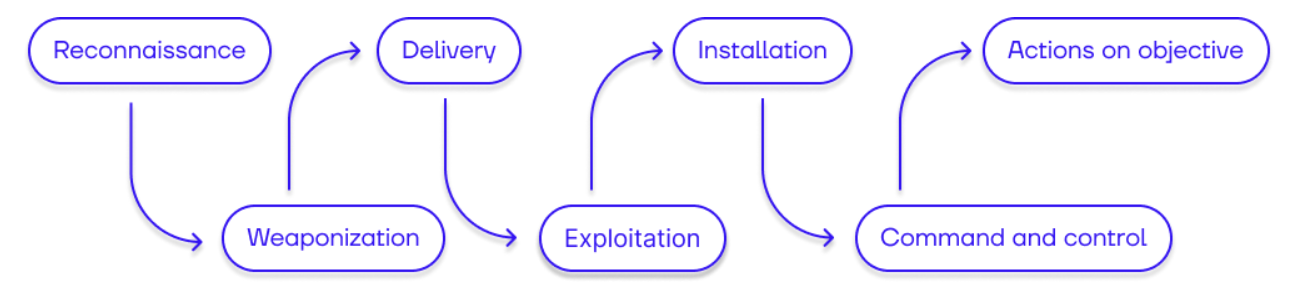 Reconnaissance
Weaponization
Delivery
Exploitation
Installation
Command and control
Actions on objective